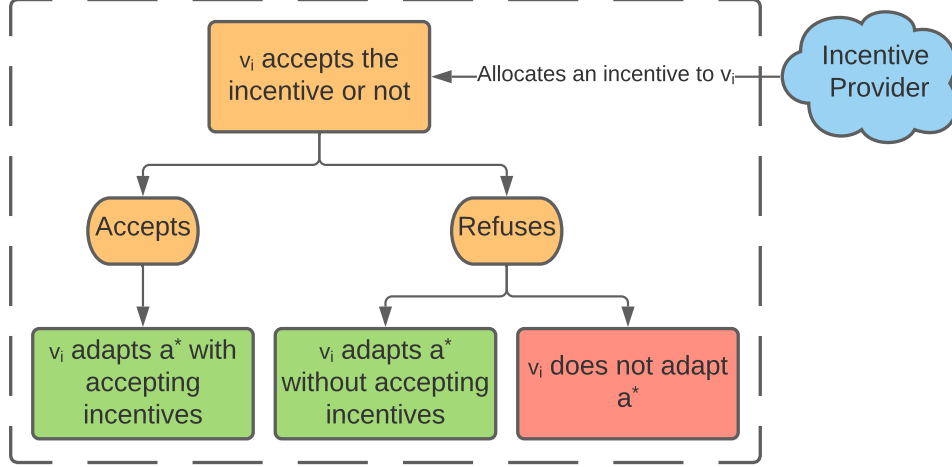 vᵢ accepts the
incentive or not
Allocates an incentive to vᵢ
Incentive
Provider
Accepts
Refuses
vᵢ adapts a* with
accepting
incentives
vᵢ adapts a*
without accepting
incentives
vᵢ does not adapt
a*